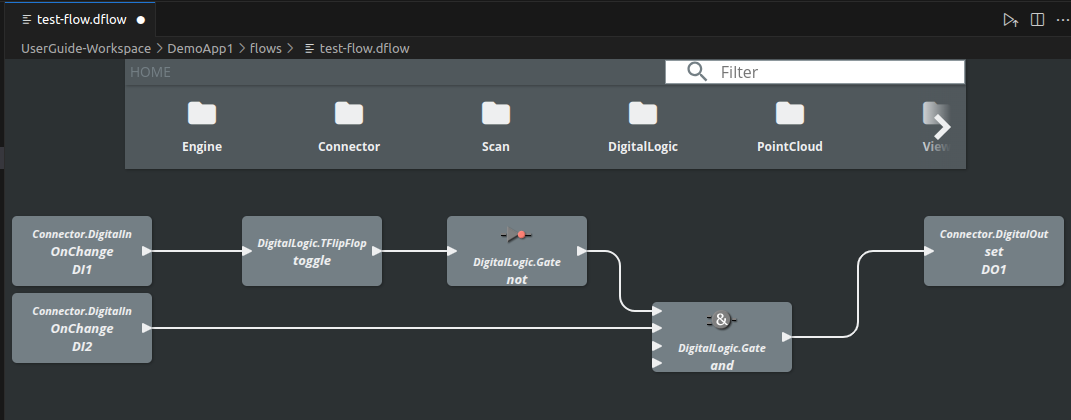 test-flow.dflow
UserGuide-Workspace > DemoApp1 > flows > test-flow.dflow
HOME
Filter
Engine
Connector
Scan
DigitalLogic
PointCloud
View
Connector.DigitalIn
OnChange
DI1
DigitalLogic.TFlipFlop
toggle
DigitalLogic.Gate
not
Connector.DigitalOut
set
DO1
Connector.DigitalIn
OnChange
DI2
&
DigitalLogic.Gate
and